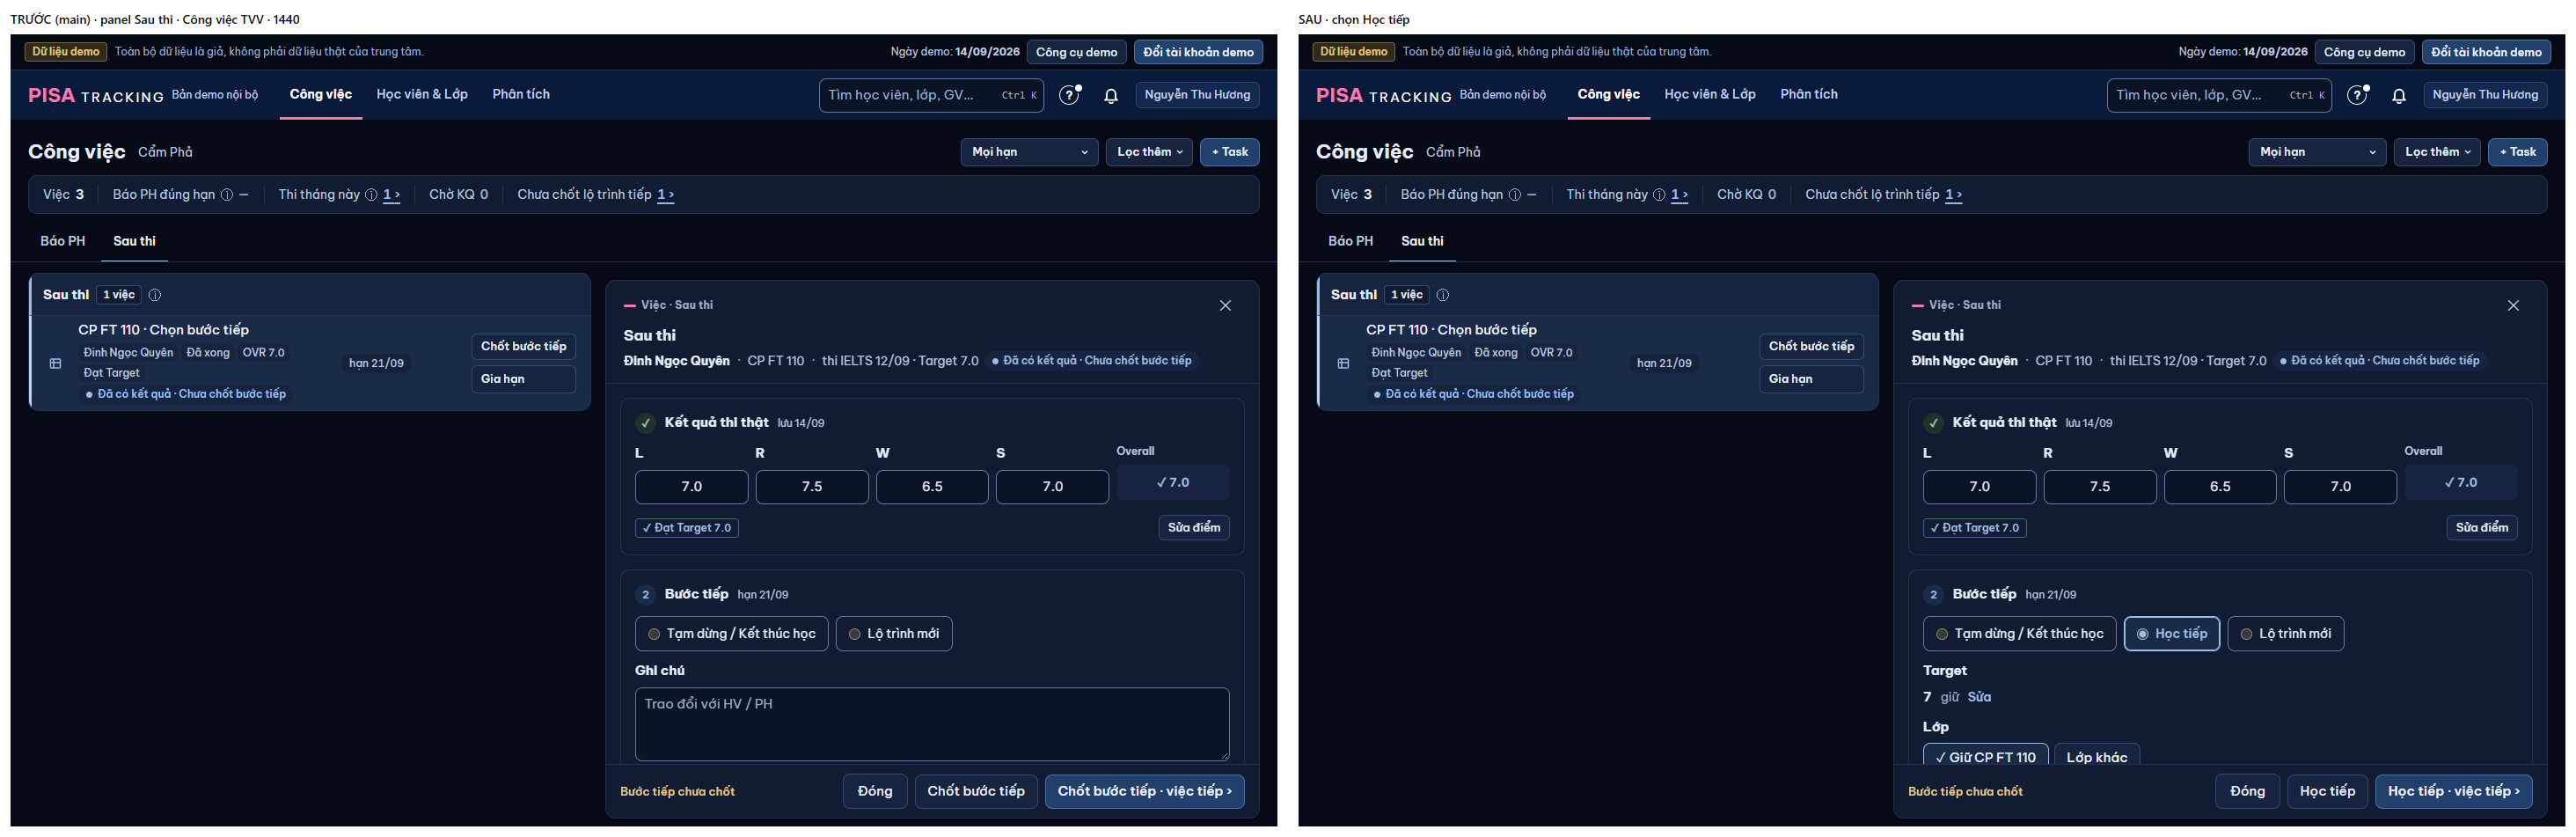 TRƯỚC (main) · panel Sau thi · Công việc TVV · 1440
Dữ liệu demo Toàn bộ dữ liệu là giả, không phải dữ liệu thật của trung tâm. Ngày demo: 14/09/2026 Công cụ demo Đổi tài khoản demo
PISA TRACKING Bản demo nội bộ Công việc Học viên & Lớp Phân tích Tìm học viên, lớp, GV... Ctrl K ? Nguyễn Thu Hương
Công việc Cẩm Phả Mọi hạn Lọc thêm + Task
Việc 3 Báo PH đúng hạn ⓘ — Thi tháng này ⓘ 1 › Chờ KQ 0 Chưa chốt lộ trình tiếp 1 ›
Báo PH Sau thi
Sau thi 1 việc ⓘ
CP FT 110 · Chọn bước tiếp
Đinh Ngọc Quyên Đã xong OVR 7.0
Đạt Target
Đã có kết quả · Chưa chốt bước tiếp
hạn 21/09
Chốt bước tiếp
Gia hạn
Việc · Sau thi
Sau thi
Đinh Ngọc Quyên · CP FT 110 · thi IELTS 12/09 · Target 7.0 Đã có kết quả · Chưa chốt bước tiếp
✓ Kết quả thi thật lưu 14/09
L R W S Overall
7.0 7.5 6.5 7.0 ✓ 7.0
✓ Đạt Target 7.0 Sửa điểm
2 Bước tiếp hạn 21/09
Tạm dừng / Kết thúc học Lộ trình mới
Ghi chú
Trao đổi với HV / PH
Bước tiếp chưa chốt Đóng Chốt bước tiếp Chốt bước tiếp · việc tiếp ›
SAU · chọn Học tiếp
Dữ liệu demo Toàn bộ dữ liệu là giả, không phải dữ liệu thật của trung tâm. Ngày demo: 14/09/2026 Công cụ demo Đổi tài khoản demo
PISA TRACKING Bản demo nội bộ Công việc Học viên & Lớp Phân tích Tìm học viên, lớp, GV... Ctrl K ? Nguyễn Thu Hương
Công việc Cẩm Phả Mọi hạn Lọc thêm + Task
Việc 3 Báo PH đúng hạn ⓘ — Thi tháng này ⓘ 1 › Chờ KQ 0 Chưa chốt lộ trình tiếp 1 ›
Báo PH Sau thi
Sau thi 1 việc ⓘ
CP FT 110 · Chọn bước tiếp
Đinh Ngọc Quyên Đã xong OVR 7.0
Đạt Target
Đã có kết quả · Chưa chốt bước tiếp
hạn 21/09
Chốt bước tiếp
Gia hạn
Việc · Sau thi
Sau thi
Đinh Ngọc Quyên · CP FT 110 · thi IELTS 12/09 · Target 7.0 Đã có kết quả · Chưa chốt bước tiếp
✓ Kết quả thi thật lưu 14/09
L R W S Overall
7.0 7.5 6.5 7.0 ✓ 7.0
✓ Đạt Target 7.0 Sửa điểm
2 Bước tiếp hạn 21/09
Tạm dừng / Kết thúc học Học tiếp Lộ trình mới
Target
7 giữ Sửa
Lớp
✓ Giữ CP FT 110 Lớp khác
Bước tiếp chưa chốt Đóng Học tiếp Học tiếp · việc tiếp ›